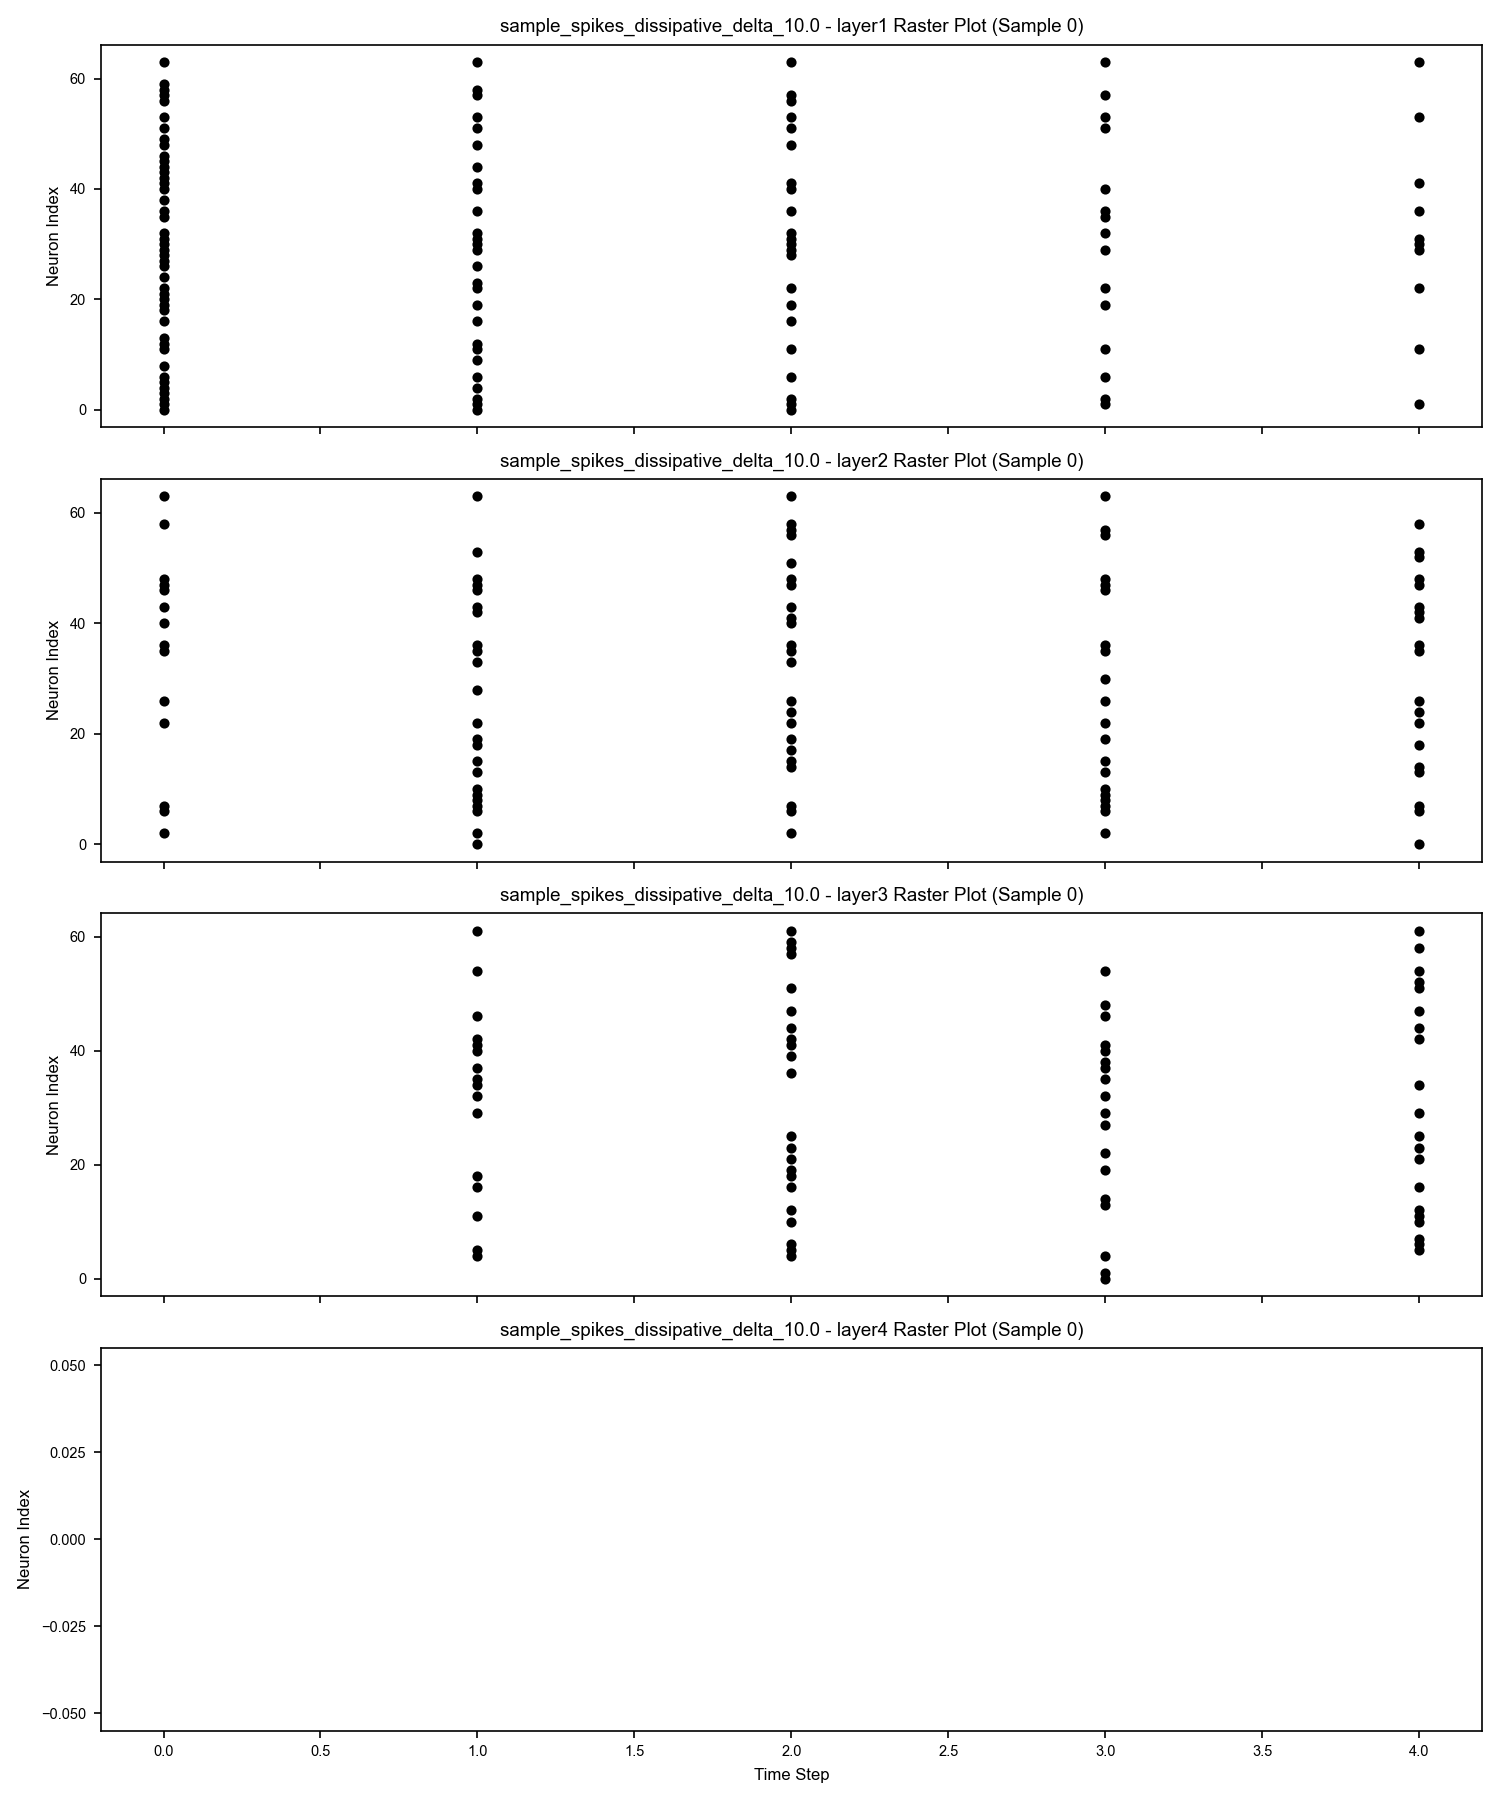 sample_spikes_dissipative_delta_10.0 - layer1 Raster Plot (Sample 0)
60
40
20
0
Neuron Index
sample_spikes_dissipative_delta_10.0 - layer2 Raster Plot (Sample 0)
60
40
20
0
Neuron Index
sample_spikes_dissipative_delta_10.0 - layer3 Raster Plot (Sample 0)
60
40
20
0
Neuron Index
sample_spikes_dissipative_delta_10.0 - layer4 Raster Plot (Sample 0)
0.050
0.025
0.000
−0.025
−0.050
Neuron Index
0.0 0.5 1.0 1.5 2.0 2.5 3.0 3.5 4.0
Time Step